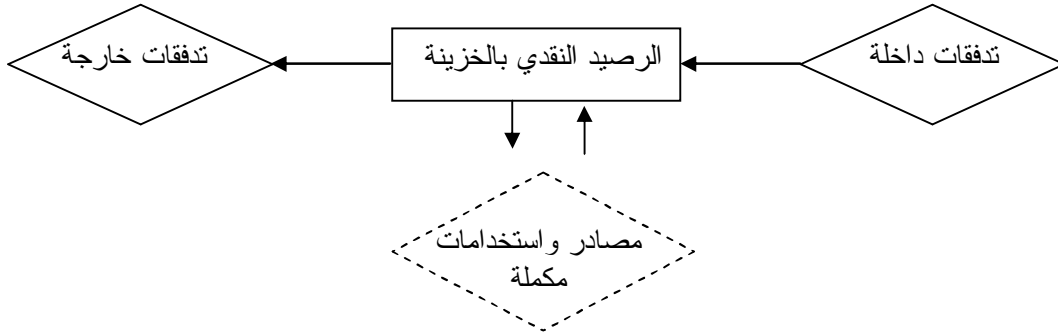 تدفقات داخلة
الرصيد النقدي بالخزينة
تدفقات خارجة
مصادر واستخدامات
مكملة